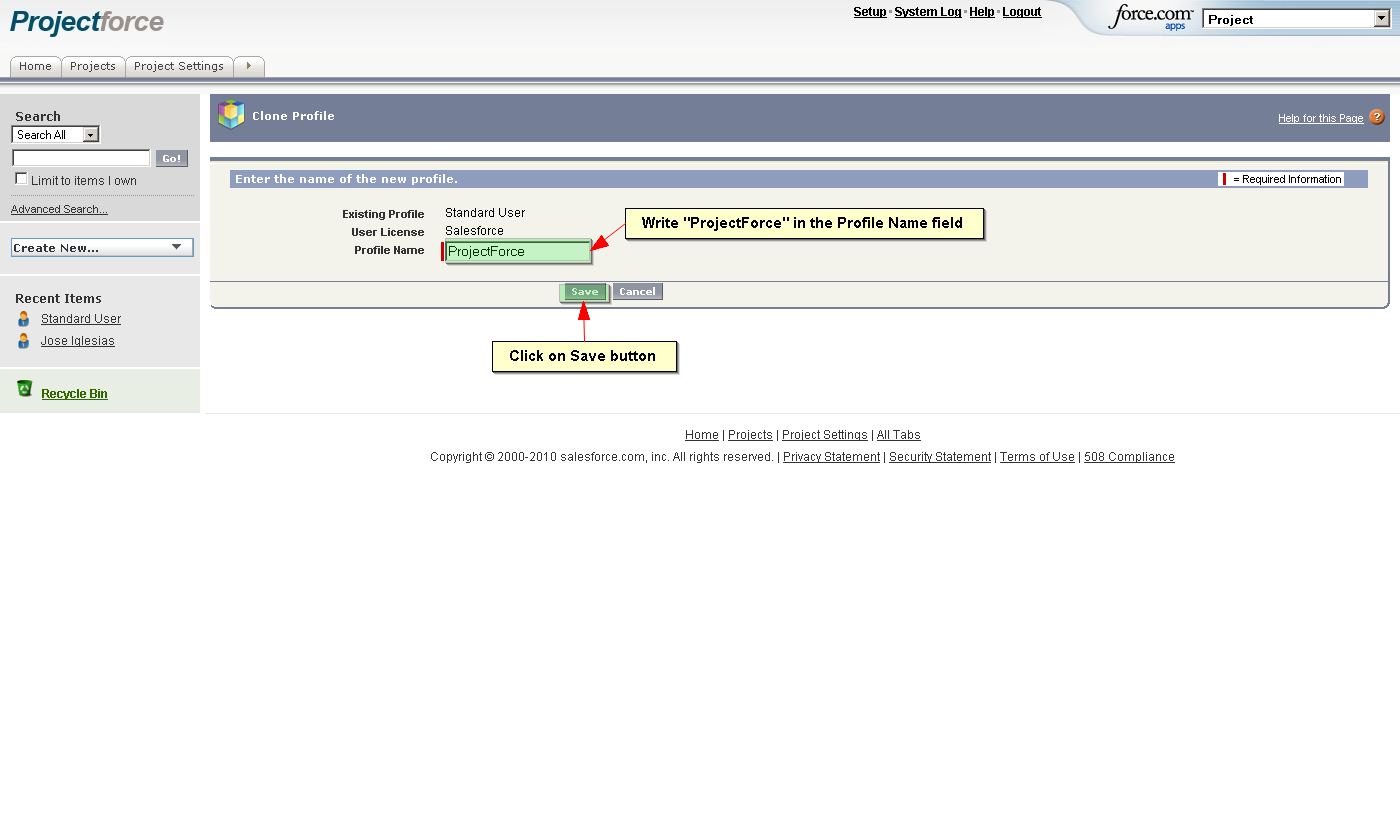 Projectforce
Setup · System Log · Help · Logout
force.com apps
Project
Home
Projects
Project Settings
Search
Search All
Go!
Limit to items I own
Advanced Search...
Create New...
Recent Items
Standard User
Jose Iglesias
Recycle Bin
Clone Profile
Help for this Page ?
Enter the name of the new profile.
= Required Information
Existing Profile Standard User
User License Salesforce
Profile Name ProjectForce
Write "ProjectForce" in the Profile Name field
Save Cancel
Click on Save button
Home | Projects | Project Settings | All Tabs
Copyright © 2000-2010 salesforce.com, inc. All rights reserved. | Privacy Statement | Security Statement | Terms of Use | 508 Compliance